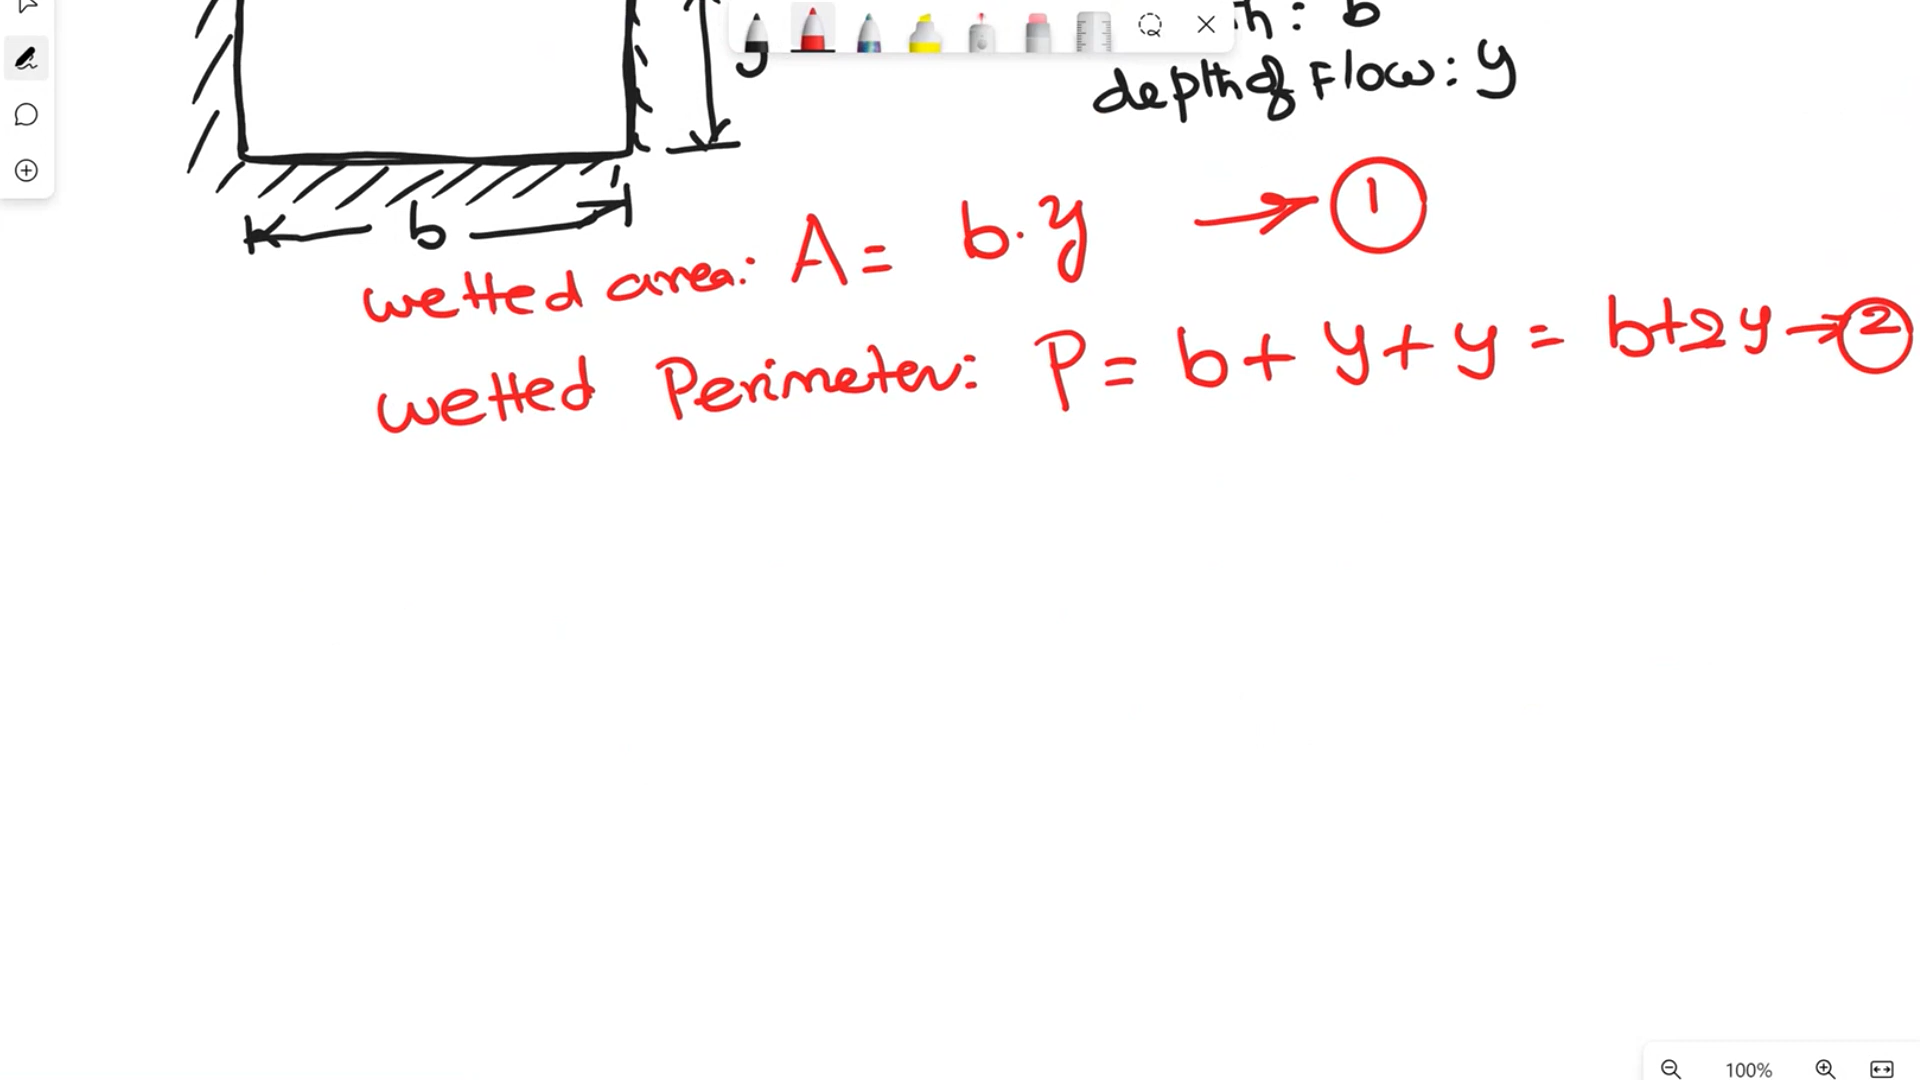 h: b
depth of Flow: y
y
b
wetted area: A = b. y → 1
wetted Perimeter: P = b + y + y = b+2y → 2
100%